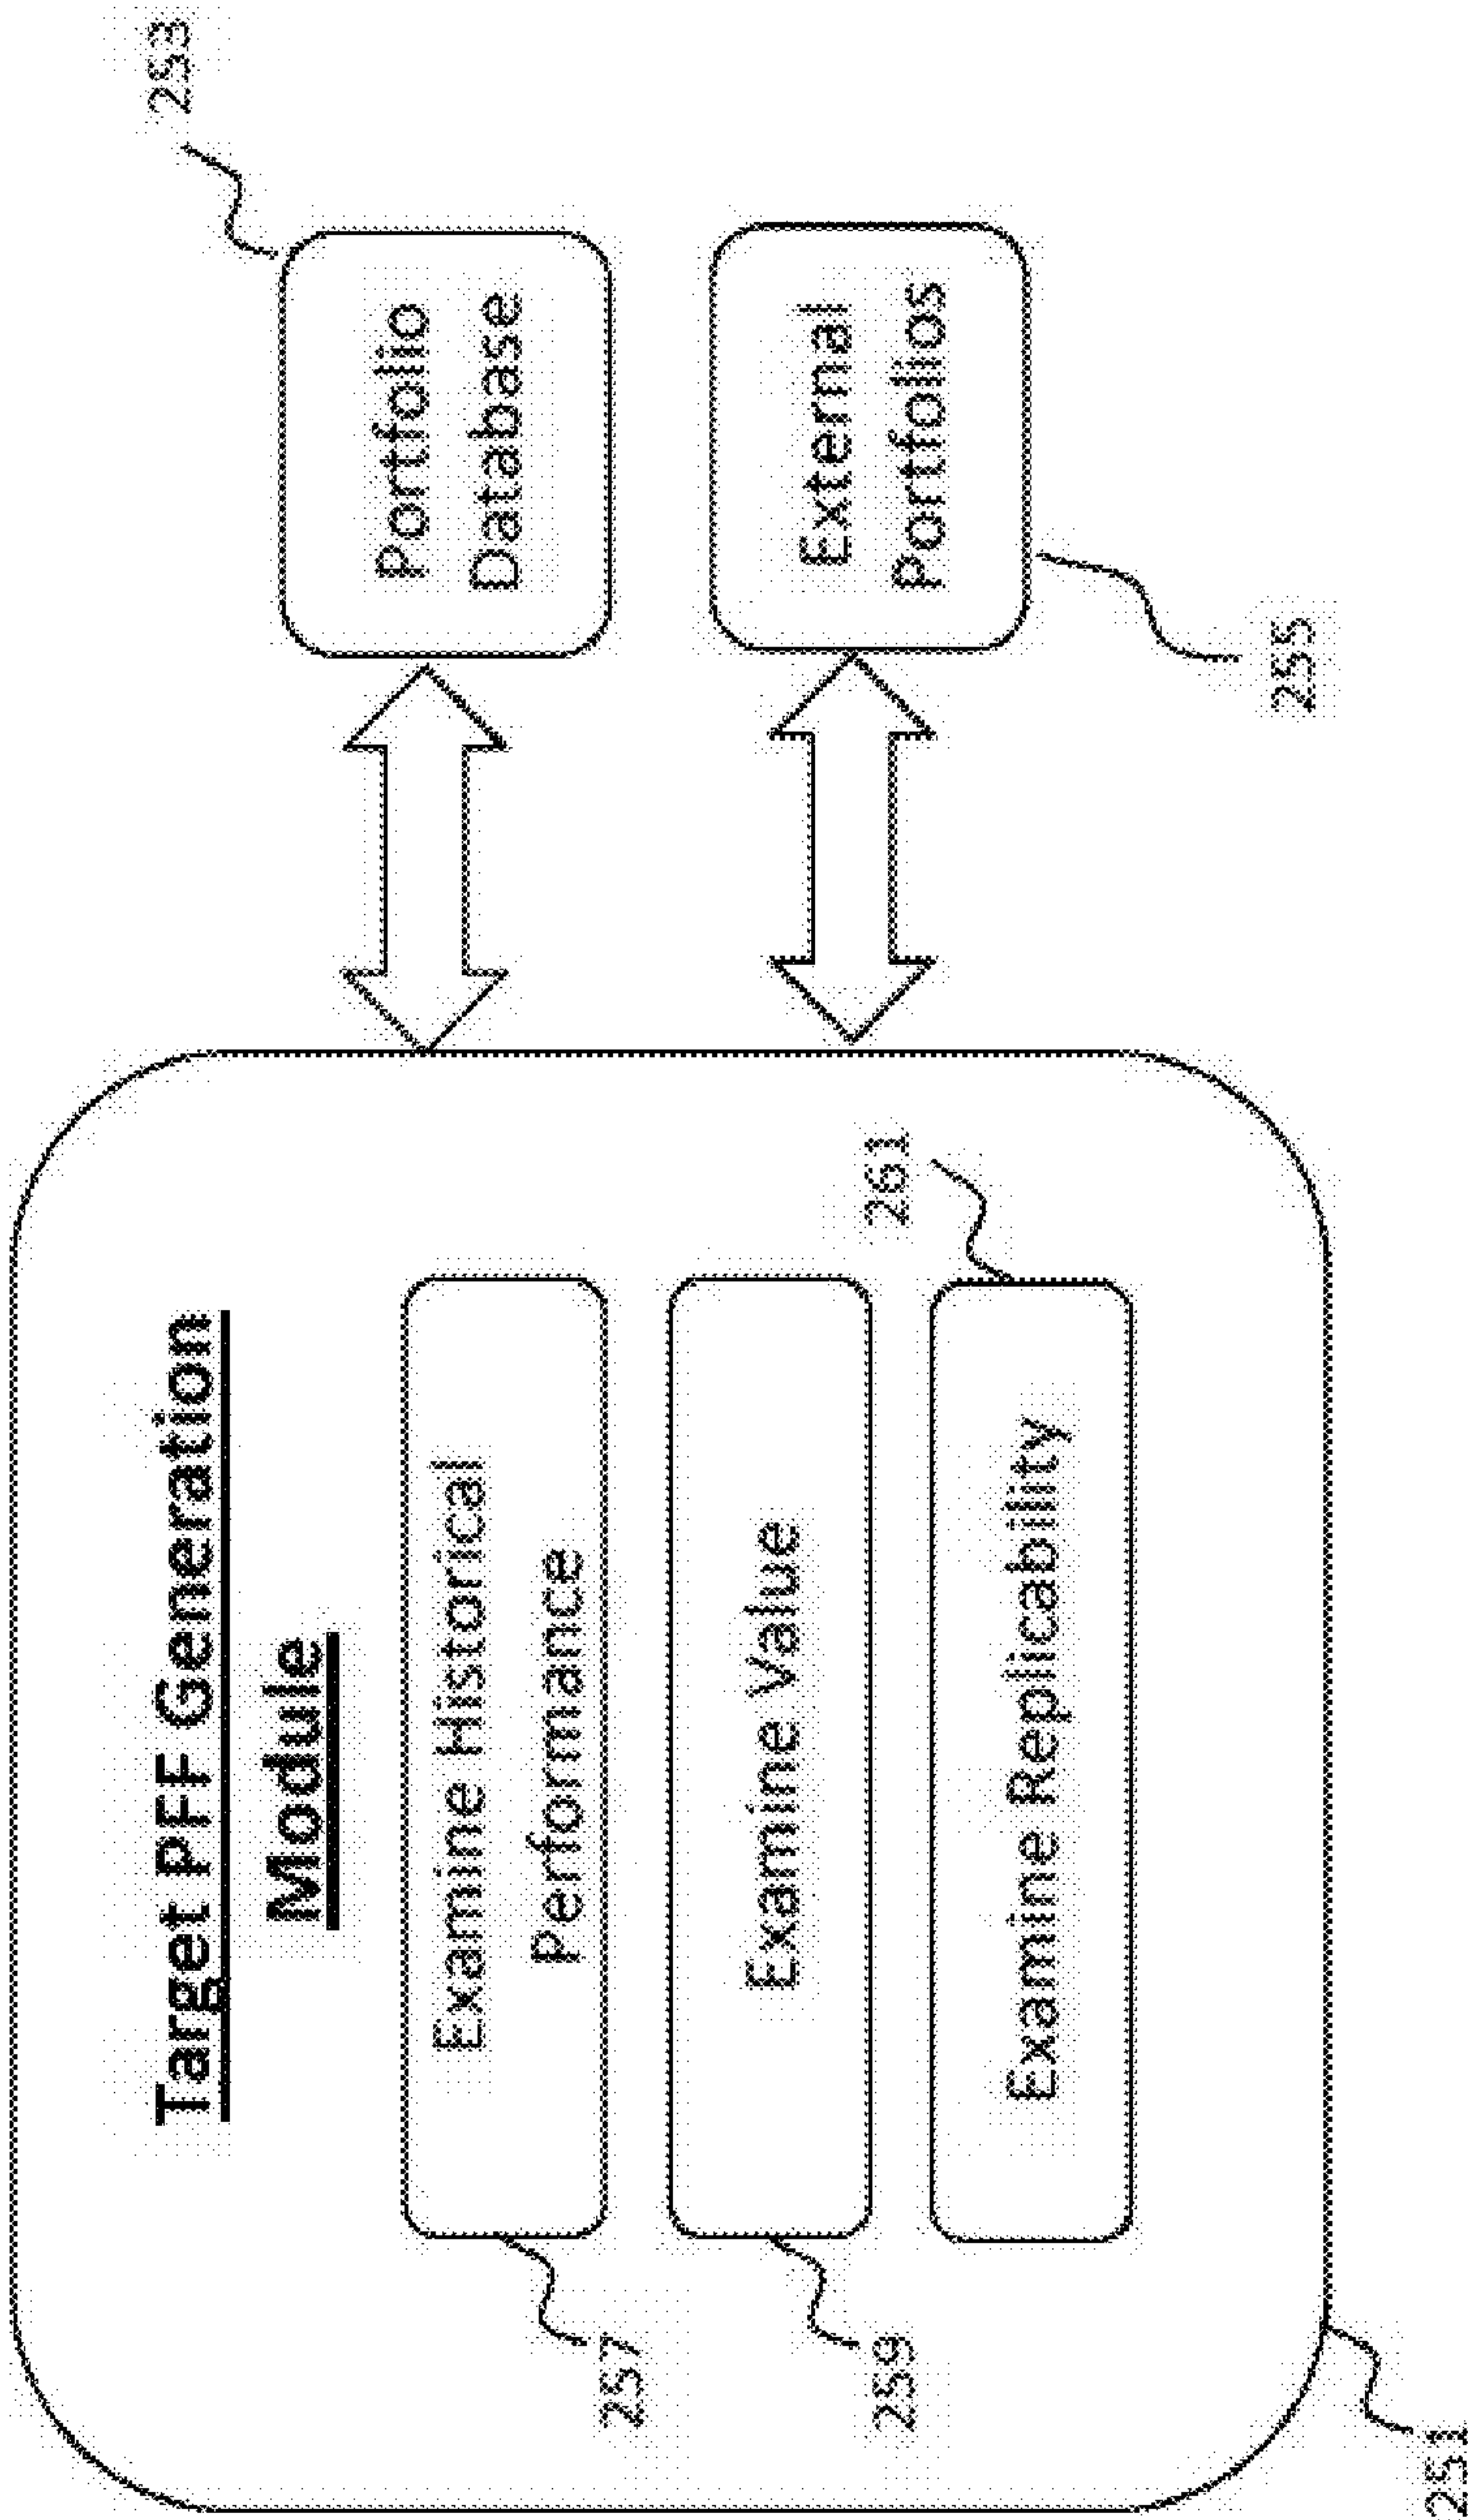 Target PFF Generation
Module
Examine Historical
Performance
257
Examine Value
259
Examine Replicability
261
251
Portfolio
Database
253
External
Portfolios
255